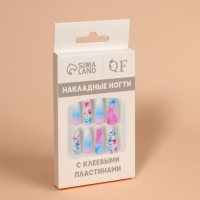 SIMA QF
LAND
НАКЛАДНЫЕ НОГТИ
С КЛЕЕВЫМИ
ПЛАСТИНАМИ